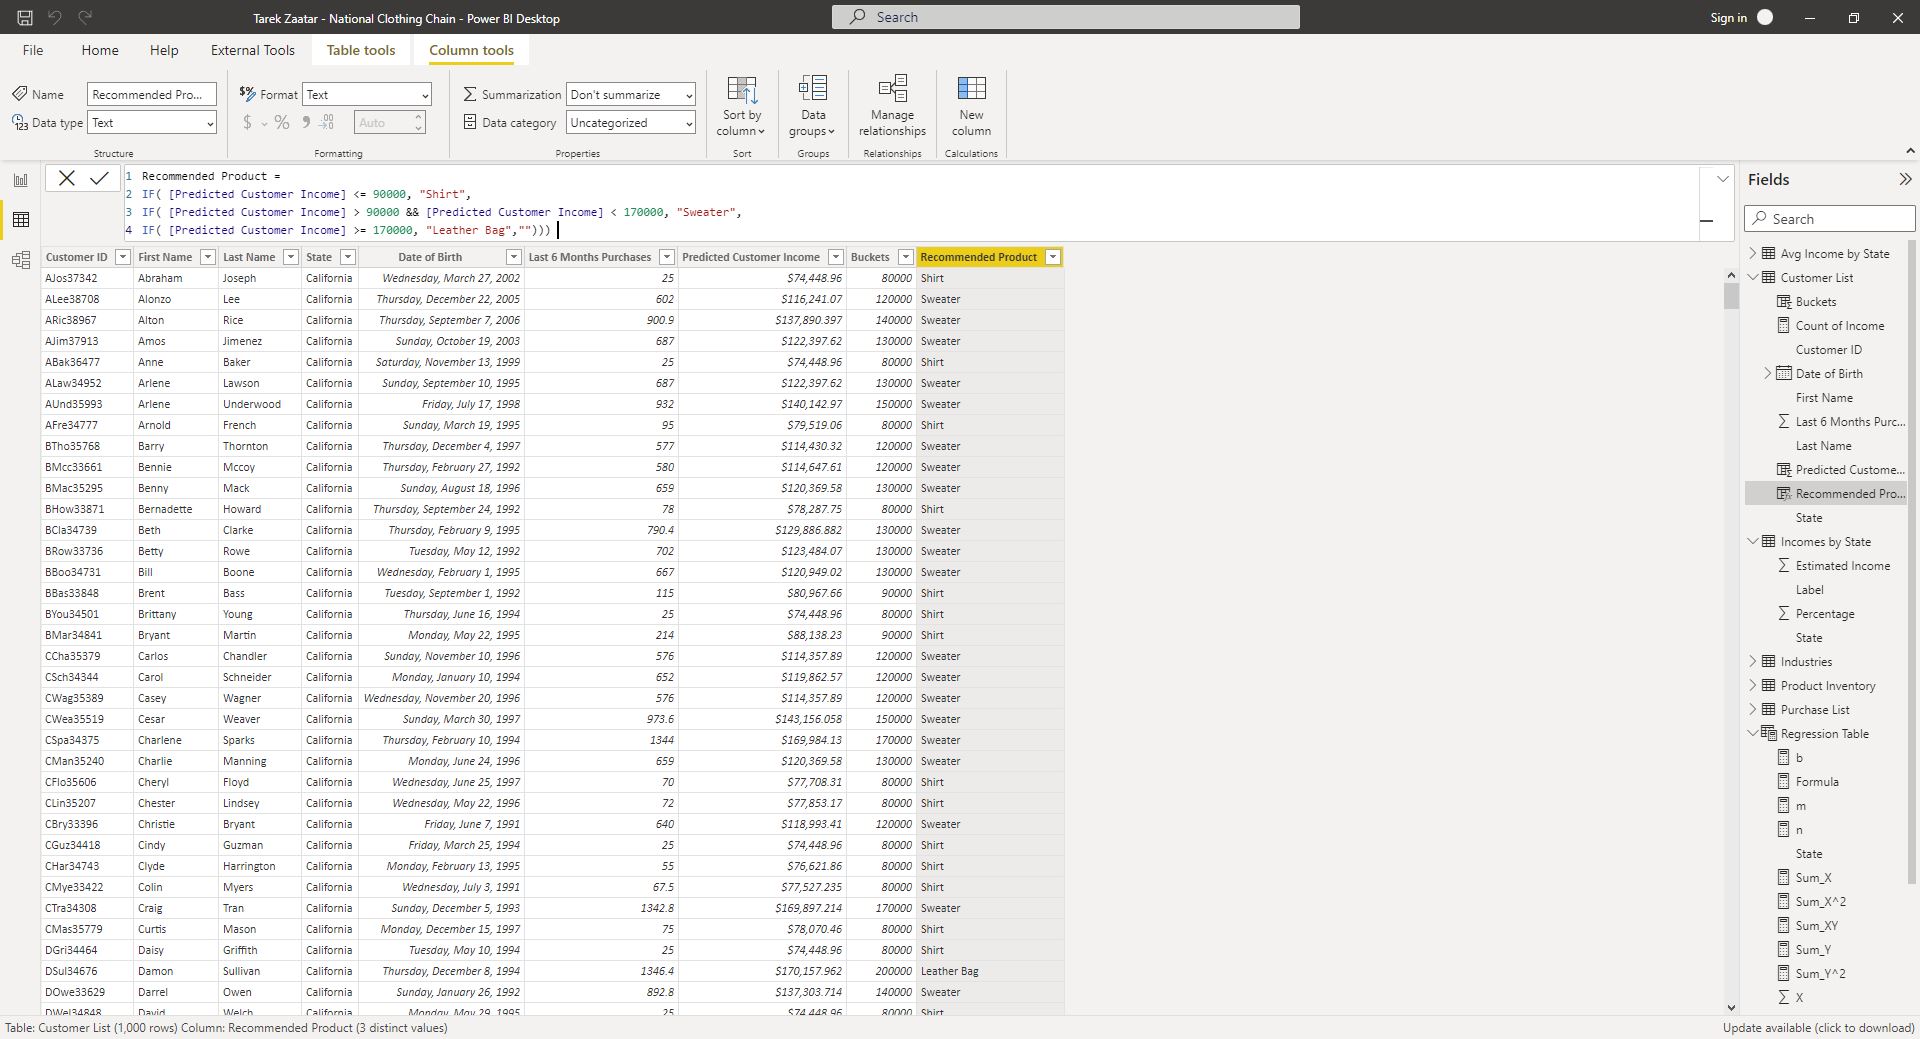 Tarek Zaatar - National Clothing Chain - Power BI Desktop
Search
Sign in
File Home Help External Tools Table tools Column tools
Name Recommended Pro...
Data type Text
Structure
$% Format Text
$ % 9 .00 Auto
Formatting
Summarization Don't summarize
Data category Uncategorized
Properties
Sort by column
Sort
Data groups
Groups
Manage relationships
Relationships
New column
Calculations
1 Recommended Product =
2 IF( [Predicted Customer Income] <= 90000, "Shirt",
3 IF( [Predicted Customer Income] > 90000 && [Predicted Customer Income] < 170000, "Sweater",
4 IF( [Predicted Customer Income] >= 170000, "Leather Bag","")))
Customer ID First Name Last Name State Date of Birth Last 6 Months Purchases Predicted Customer Income Buckets Recommended Product
AJos37342 Abraham Joseph California Wednesday, March 27, 2002 25 $74,448.96 80000 Shirt
ALee38708 Alonzo Lee California Thursday, December 22, 2005 602 $116,241.07 120000 Sweater
ARic38967 Alton Rice California Thursday, September 7, 2006 900.9 $137,890.397 140000 Sweater
AJim37913 Amos Jimenez California Sunday, October 19, 2003 687 $122,397.62 130000 Sweater
ABak36477 Anne Baker California Saturday, November 13, 1999 25 $74,448.96 80000 Shirt
ALaw34952 Arlene Lawson California Sunday, September 10, 1995 687 $122,397.62 130000 Sweater
AUnd35993 Arlene Underwood California Friday, July 17, 1998 932 $140,142.97 150000 Sweater
AFre34777 Arnold French California Sunday, March 19, 1995 95 $79,519.06 80000 Shirt
BTho35768 Barry Thornton California Thursday, December 4, 1997 577 $114,430.32 120000 Sweater
BMcc33661 Bennie Mccoy California Thursday, February 27, 1992 580 $114,647.61 120000 Sweater
BMac35295 Benny Mack California Sunday, August 18, 1996 659 $120,369.58 130000 Sweater
BHow33871 Bernadette Howard California Thursday, September 24, 1992 78 $78,287.75 80000 Shirt
BCla34739 Beth Clarke California Thursday, February 9, 1995 790.4 $129,886.882 130000 Sweater
BRow33736 Betty Rowe California Tuesday, May 12, 1992 702 $123,484.07 130000 Sweater
BBoo34731 Bill Boone California Wednesday, February 1, 1995 667 $120,949.02 130000 Sweater
BBas33848 Brent Bass California Tuesday, September 1, 1992 115 $80,967.66 90000 Shirt
BYou34501 Brittany Young California Thursday, June 16, 1994 25 $74,448.96 80000 Shirt
BMar34841 Bryant Martin California Monday, May 22, 1995 214 $88,138.23 90000 Shirt
CCha35379 Carlos Chandler California Sunday, November 10, 1996 576 $114,357.89 120000 Sweater
CSch34344 Carol Schneider California Monday, January 10, 1994 652 $119,862.57 120000 Sweater
CWag35389 Casey Wagner California Wednesday, November 20, 1996 576 $114,357.89 120000 Sweater
CWea35519 Cesar Weaver California Sunday, March 30, 1997 973.6 $143,156.058 150000 Sweater
CSpa34375 Charlene Sparks California Thursday, February 10, 1994 1344 $169,984.13 170000 Sweater
CMan35240 Charlie Manning California Monday, June 24, 1996 659 $120,369.58 130000 Sweater
CFlo35606 Cheryl Floyd California Wednesday, June 25, 1997 70 $77,708.31 80000 Shirt
CLin35207 Chester Lindsey California Wednesday, May 22, 1996 72 $77,853.17 80000 Shirt
CBry33396 Christie Bryant California Friday, June 7, 1991 640 $118,993.41 120000 Sweater
CGuz34418 Cindy Guzman California Friday, March 25, 1994 25 $74,448.96 80000 Shirt
CHar34743 Clyde Harrington California Monday, February 13, 1995 55 $76,621.86 80000 Shirt
CMye33422 Colin Myers California Wednesday, July 3, 1991 67.5 $77,527.235 80000 Shirt
CTra34308 Craig Tran California Sunday, December 5, 1993 1342.8 $169,897.214 170000 Sweater
CMas35779 Curtis Mason California Monday, December 15, 1997 75 $78,070.46 80000 Shirt
DGri34464 Daisy Griffith California Tuesday, May 10, 1994 25 $74,448.96 80000 Shirt
DSul34676 Damon Sullivan California Thursday, December 8, 1994 1346.4 $170,157.962 200000 Leather Bag
DOwe33629 Darrel Owen California Sunday, January 26, 1992 892.8 $137,303.714 140000 Sweater
DWel34848 David Welch California Monday, May 29, 1995 25 $74,448.96 80000 Shirt
Fields
Search
Avg Income by State
Customer List
Buckets
Count of Income
Customer ID
Date of Birth
First Name
Last 6 Months Purc...
Last Name
Predicted Custome...
Recommended Pro...
State
Incomes by State
Estimated Income
Label
Percentage
State
Industries
Product Inventory
Purchase List
Regression Table
b
Formula
m
n
State
Sum_X
Sum_X^2
Sum_XY
Sum_Y
Sum_Y^2
X
Table: Customer List (1,000 rows) Column: Recommended Product (3 distinct values)
Update available (click to download)